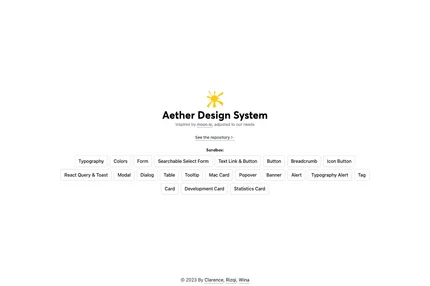 Aether Design System
Inspired by moon-io, adjusted to our needs.
See the repository >
Sandbox:
Typography Colors Form Searchable Select Form Text Link & Button Button Breadcrumb Icon Button
React Query & Toast Modal Dialog Table Tooltip Mac Card Popover Banner Alert Typography Alert Tag
Card Development Card Statistics Card
© 2023 By Clarence, Rizqi, Wina